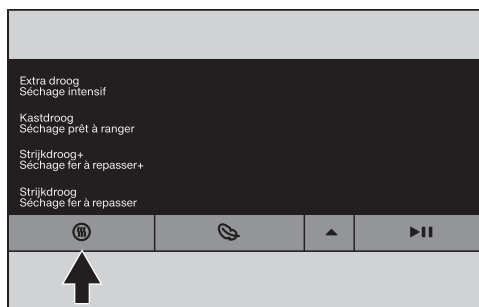 Extra droog
Séchage intensif
Kastdroog
Séchage prêt à ranger
Strijkdroog+
Séchage fer à repasser+
Strijkdroog
Séchage fer à repasser